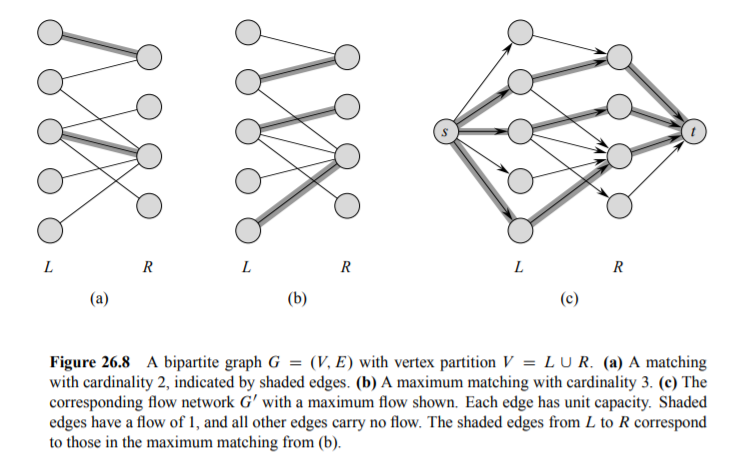 s
t
L
R
L
R
L
R
(a)
(b)
(c)
Figure 26.8 A bipartite graph G = (V, E) with vertex partition V = L ∪ R. (a) A matching
with cardinality 2, indicated by shaded edges. (b) A maximum matching with cardinality 3. (c) The
corresponding flow network G′ with a maximum flow shown. Each edge has unit capacity. Shaded
edges have a flow of 1, and all other edges carry no flow. The shaded edges from L to R correspond
to those in the maximum matching from (b).